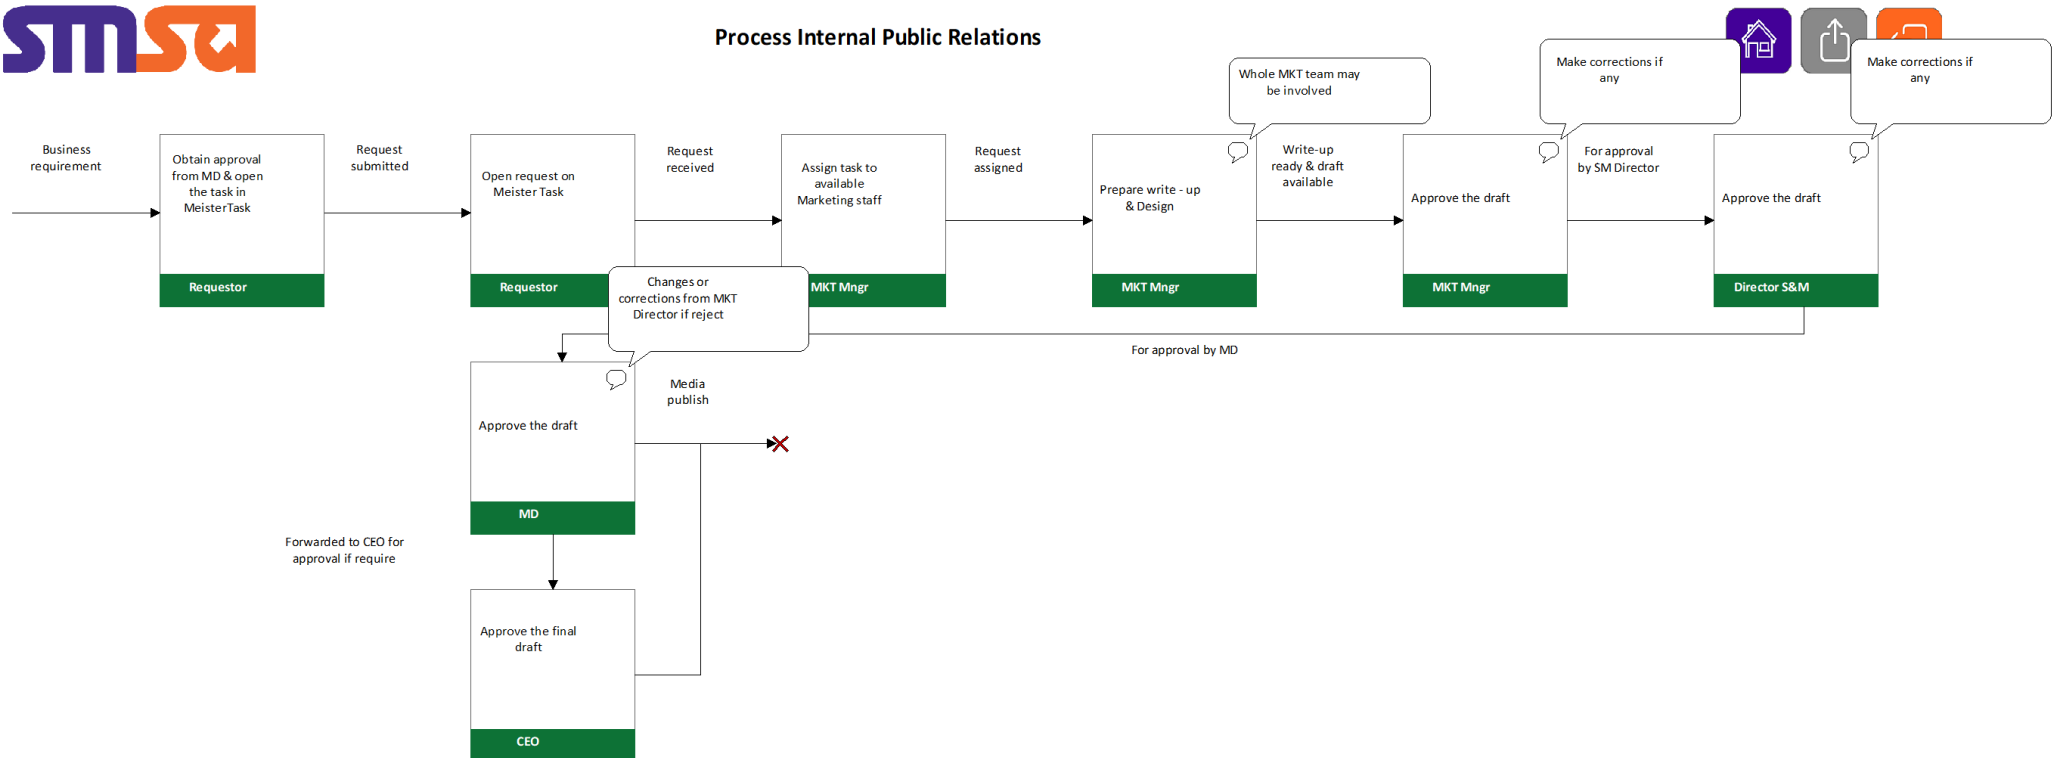 smsa
Process Internal Public Relations
Whole MKT team may
be involved
Make corrections if
any
Make corrections if
any
Business
requirement
Obtain approval
from MD & open
the task in
MeisterTask
Requestor
Request
submitted
Open request on
Meister Task
Requestor
Request
received
Assign task to
available
Marketing staff
MKT Mngr
Request
assigned
Prepare write - up
& Design
MKT Mngr
Write-up
ready & draft
available
Approve the draft
MKT Mngr
For approval
by SM Director
Approve the draft
Director S&M
Changes or
corrections from MKT
Director if reject
For approval by MD
Approve the draft
MD
Media
publish
Forwarded to CEO for
approval if require
Approve the final
draft
CEO